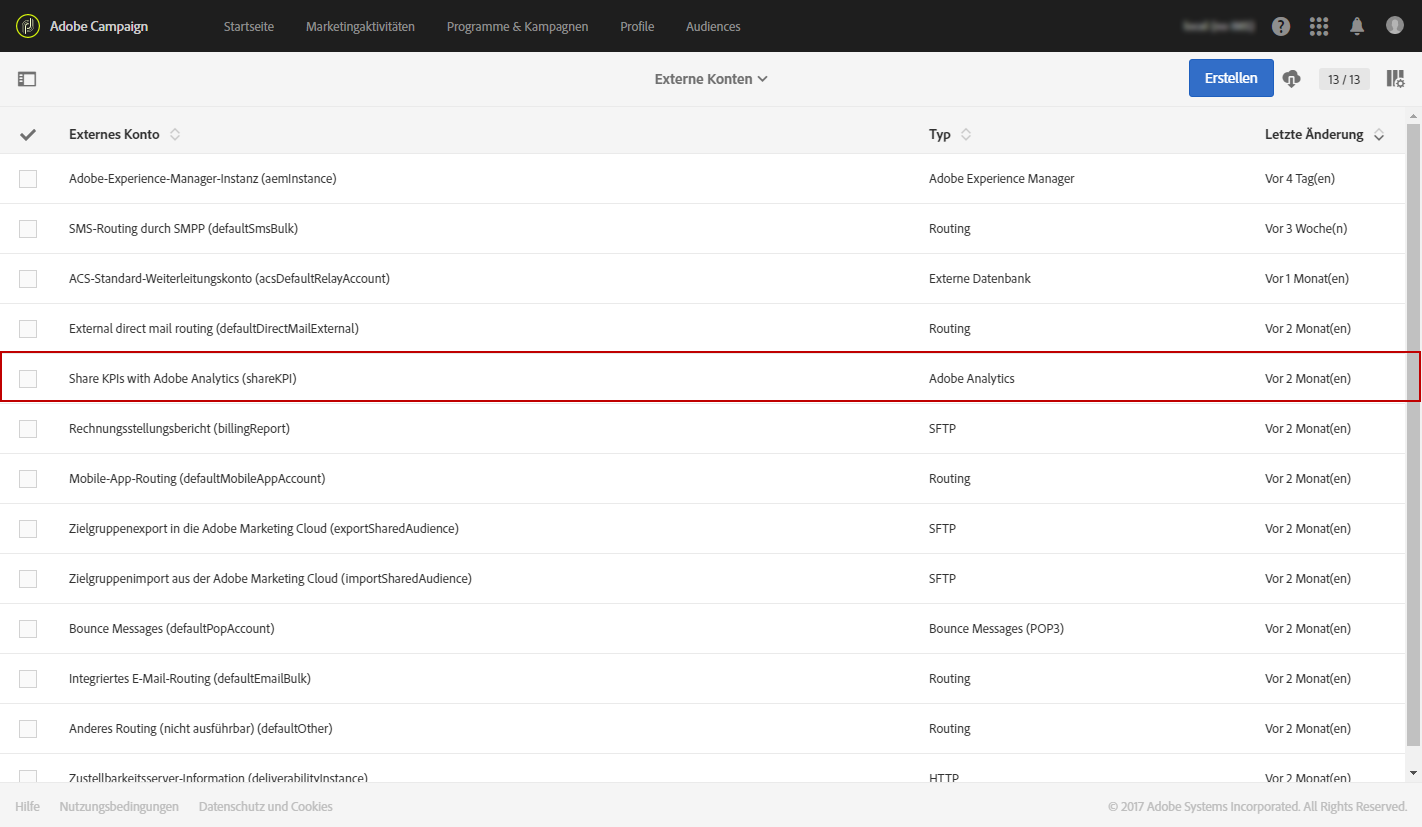 Adobe Campaign Startseite Marketingaktivitäten Programme & Kampagnen Profile Audiences
Externe Konten Erstellen 13 / 13
Externes Konto Typ Letzte Änderung
Adobe-Experience-Manager-Instanz (aemInstance) Adobe Experience Manager Vor 4 Tag(en)
SMS-Routing durch SMPP (defaultSmsBulk) Routing Vor 3 Woche(n)
ACS-Standard-Weiterleitungskonto (acsDefaultRelayAccount) Externe Datenbank Vor 1 Monat(en)
External direct mail routing (defaultDirectMailExternal) Routing Vor 2 Monat(en)
Share KPIs with Adobe Analytics (shareKPI) Adobe Analytics Vor 2 Monat(en)
Rechnungsstellungsbericht (billingReport) SFTP Vor 2 Monat(en)
Mobile-App-Routing (defaultMobileAppAccount) Routing Vor 2 Monat(en)
Zielgruppenexport in die Adobe Marketing Cloud (exportSharedAudience) SFTP Vor 2 Monat(en)
Zielgruppenimport aus der Adobe Marketing Cloud (importSharedAudience) SFTP Vor 2 Monat(en)
Bounce Messages (defaultPopAccount) Bounce Messages (POP3) Vor 2 Monat(en)
Integriertes E-Mail-Routing (defaultEmailBulk) Routing Vor 2 Monat(en)
Anderes Routing (nicht ausführbar) (defaultOther) Routing Vor 2 Monat(en)
Zustellbarkeitsserver-Information (deliverabilityInstance) HTTP Vor 2 Monat(en)
Hilfe Nutzungsbedingungen Datenschutz und Cookies © 2017 Adobe Systems Incorporated. All Rights Reserved.